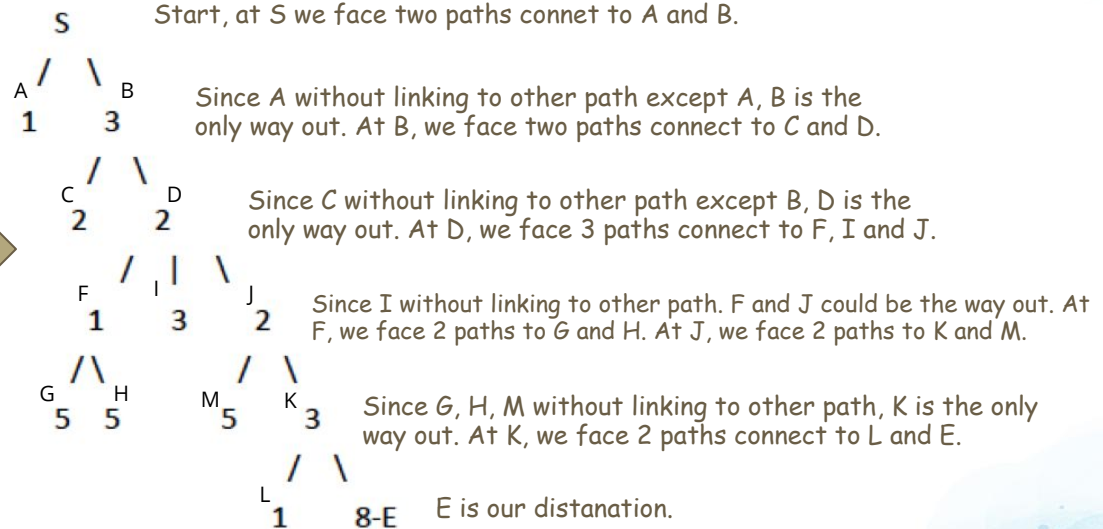 S
Start, at S we face two paths connet to A and B.
/ \
A B
1 3
Since A without linking to other path except A, B is the
only way out. At B, we face two paths connect to C and D.
/ \
C D
2 2
Since C without linking to other path except B, D is the
only way out. At D, we face 3 paths connect to F, I and J.
/ | \
F I J
1 3 2
Since I without linking to other path. F and J could be the way out. At
F, we face 2 paths to G and H. At J, we face 2 paths to K and M.
/\ / \
G H M K
5 5 5 3
Since G, H, M without linking to other path, K is the only
way out. At K, we face 2 paths connect to L and E.
/ \
L
1 8-E
E is our distanation.